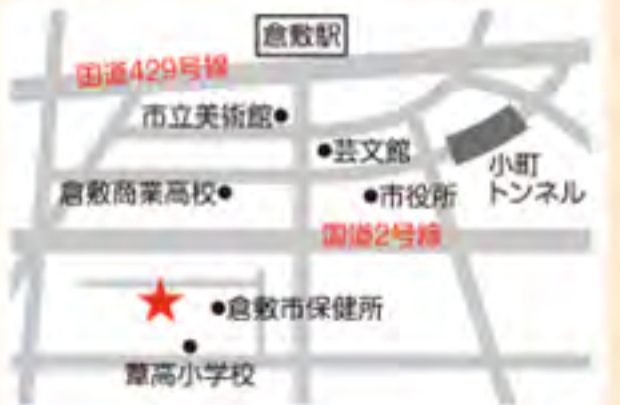 倉敷駅
国道429号線
市立美術館
芸文館
小町
トンネル
倉敷商業高校
市役所
国道2号線
倉敷市保健所
葦高小学校